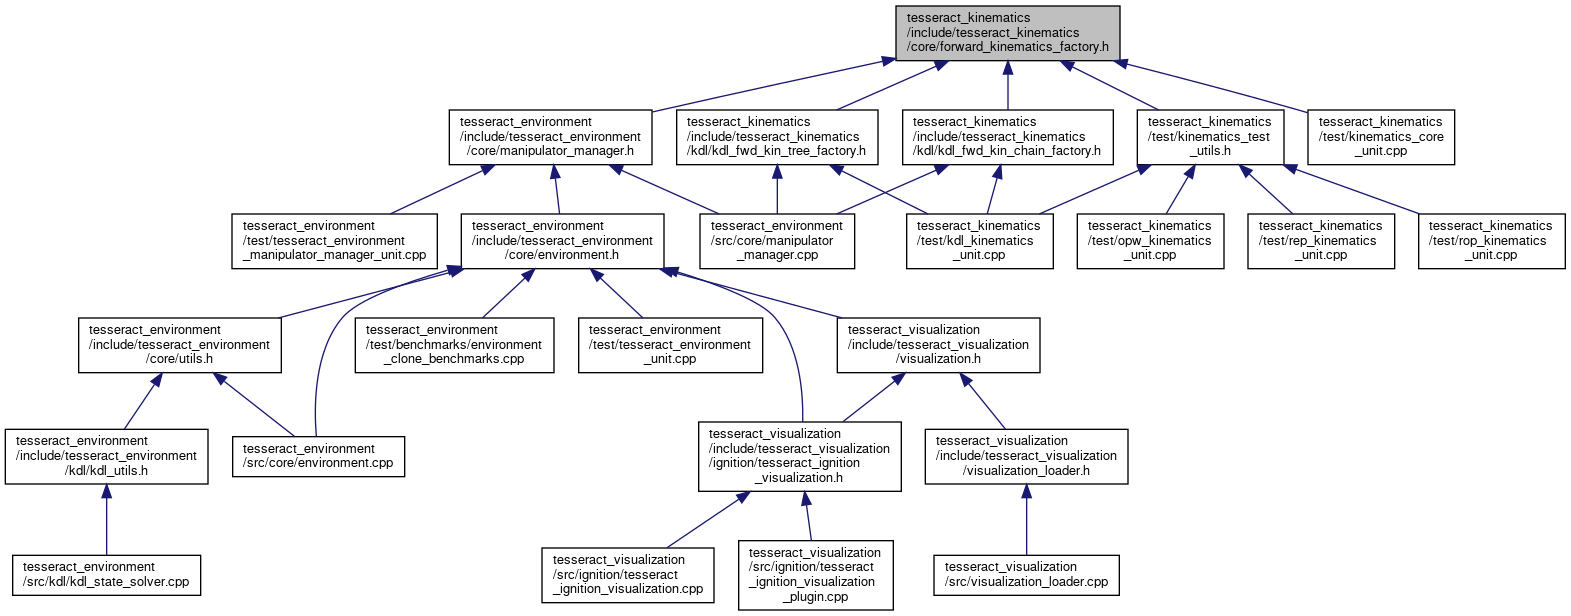 tesseract_kinematics
/include/tesseract_kinematics
/core/forward_kinematics_factory.h
tesseract_environment
/include/tesseract_environment
/core/manipulator_manager.h
tesseract_kinematics
/include/tesseract_kinematics
/kdl/kdl_fwd_kin_tree_factory.h
tesseract_kinematics
/include/tesseract_kinematics
/kdl/kdl_fwd_kin_chain_factory.h
tesseract_kinematics
/test/kinematics_test
_utils.h
tesseract_kinematics
/test/kinematics_core
_unit.cpp
tesseract_environment
/test/tesseract_environment
_manipulator_manager_unit.cpp
tesseract_environment
/include/tesseract_environment
/core/environment.h
tesseract_environment
/src/core/manipulator
_manager.cpp
tesseract_kinematics
/test/kdl_kinematics
_unit.cpp
tesseract_kinematics
/test/opw_kinematics
_unit.cpp
tesseract_kinematics
/test/rep_kinematics
_unit.cpp
tesseract_kinematics
/test/rop_kinematics
_unit.cpp
tesseract_environment
/include/tesseract_environment
/core/utils.h
tesseract_environment
/test/benchmarks/environment
_clone_benchmarks.cpp
tesseract_environment
/test/tesseract_environment
_unit.cpp
tesseract_visualization
/include/tesseract_visualization
/visualization.h
tesseract_environment
/include/tesseract_environment
/kdl/kdl_utils.h
tesseract_environment
/src/core/environment.cpp
tesseract_visualization
/include/tesseract_visualization
/ignition/tesseract_ignition
_visualization.h
tesseract_visualization
/include/tesseract_visualization
/visualization_loader.h
tesseract_environment
/src/kdl/kdl_state_solver.cpp
tesseract_visualization
/src/ignition/tesseract
_ignition_visualization.cpp
tesseract_visualization
/src/ignition/tesseract
_ignition_visualization
_plugin.cpp
tesseract_visualization
/src/visualization_loader.cpp